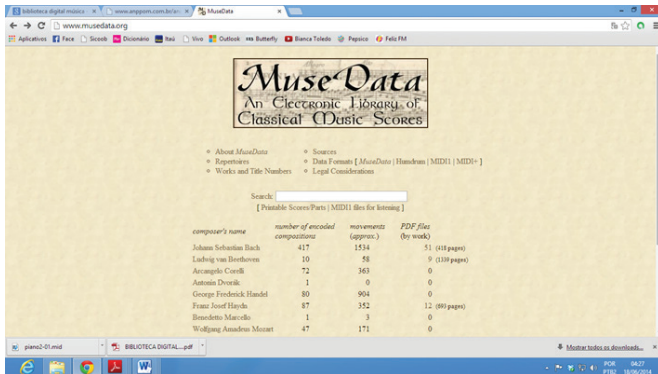 biblioteca digital música
www.anppom.com.br/a
MuseData
www.musedata.org
Aplicativos Face Sicoob Dicionário Itaú Vivo Outlook Butterfly Bianca Toledo Pepsico Feliz FM
MuseData
An Electronic Library of
Classical Music Scores
About MuseData
Sources
Repertoires
Data Formats [ MuseData | Humdrum | MIDI1 | MIDI+ ]
Works and Title Numbers
Legal Considerations
Search:
[ Printable Scores/Parts | MIDI1 files for listening ]
composer's name number of encoded compositions movements (approx.) PDF files (by work)
Johann Sebastian Bach 417 1534 51 (418 pages)
Ludwig van Beethoven 10 58 9 (1339 pages)
Arcangelo Corelli 72 363 0
Antonin Dvorák 1 0 0
George Frederick Handel 80 904 0
Franz Josef Haydn 87 352 12 (693 pages)
Benedetto Marcello 1 3 0
Wolfgang Amadeus Mozart 47 171 0
piano2-01.mid
BIBLIOTECA DIGITAL....pdf
Mostrar todos os downloads...
POR 04:27
PTB2 18/06/2014